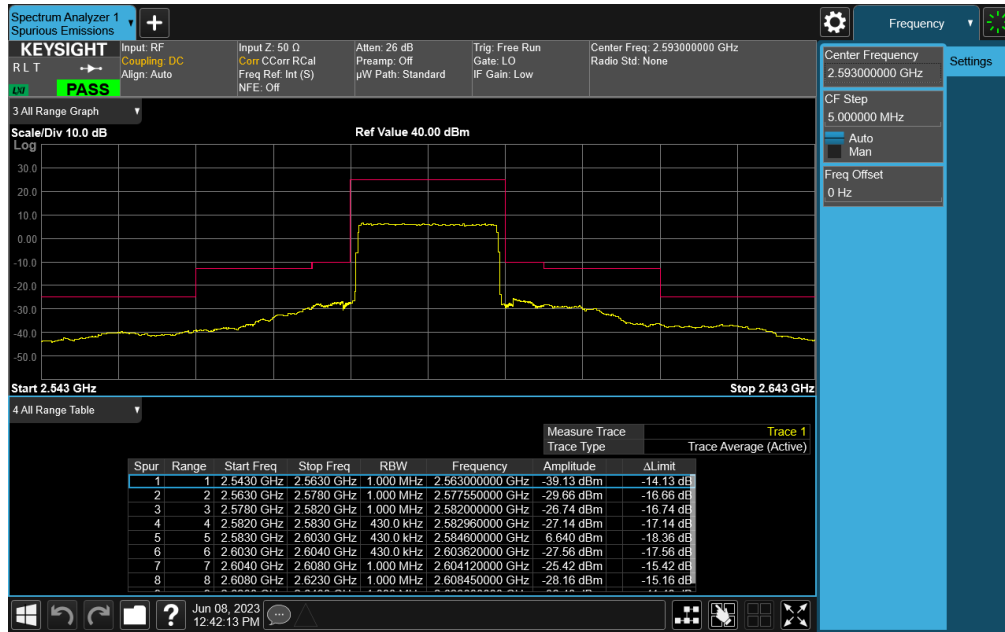 Spectrum Analyzer 1
Spurious Emissions
Frequency
KEYSIGHT
R L T
LXI
PASS
Input: RF
Coupling: DC
Align: Auto
Input Z: 50 Ω
Corr CCorr RCal
Freq Ref: Int (S)
NFE: Off
Atten: 26 dB
Preamp: Off
µW Path: Standard
Trig: Free Run
Gate: LO
IF Gain: Low
Center Freq: 2.593000000 GHz
Radio Std: None
Center Frequency
2.593000000 GHz
Settings
CF Step
5.000000 MHz
Auto
Man
Freq Offset
0 Hz
3 All Range Graph
Scale/Div 10.0 dB
Ref Value 40.00 dBm
Log
30.0
20.0
10.0
0.00
-10.0
-20.0
-30.0
-40.0
-50.0
Start 2.543 GHz
Stop 2.643 GHz
4 All Range Table
Measure Trace Trace 1
Trace Type Trace Average (Active)
Spur Range Start Freq Stop Freq RBW Frequency Amplitude ΔLimit
1 1 2.5430 GHz 2.5630 GHz 1.000 MHz 2.563000000 GHz -39.13 dBm -14.13 dB
2 2 2.5630 GHz 2.5780 GHz 1.000 MHz 2.577550000 GHz -29.66 dBm -16.66 dB
3 3 2.5780 GHz 2.5820 GHz 1.000 MHz 2.582000000 GHz -26.74 dBm -16.74 dB
4 4 2.5820 GHz 2.5830 GHz 430.0 kHz 2.582960000 GHz -27.14 dBm -17.14 dB
5 5 2.5830 GHz 2.6030 GHz 430.0 kHz 2.584600000 GHz 6.640 dBm -18.36 dB
6 6 2.6030 GHz 2.6040 GHz 430.0 kHz 2.603620000 GHz -27.56 dBm -17.56 dB
7 7 2.6040 GHz 2.6080 GHz 1.000 MHz 2.604120000 GHz -25.42 dBm -15.42 dB
8 8 2.6080 GHz 2.6230 GHz 1.000 MHz 2.608450000 GHz -28.16 dBm -15.16 dB
Jun 08, 2023
12:42:13 PM